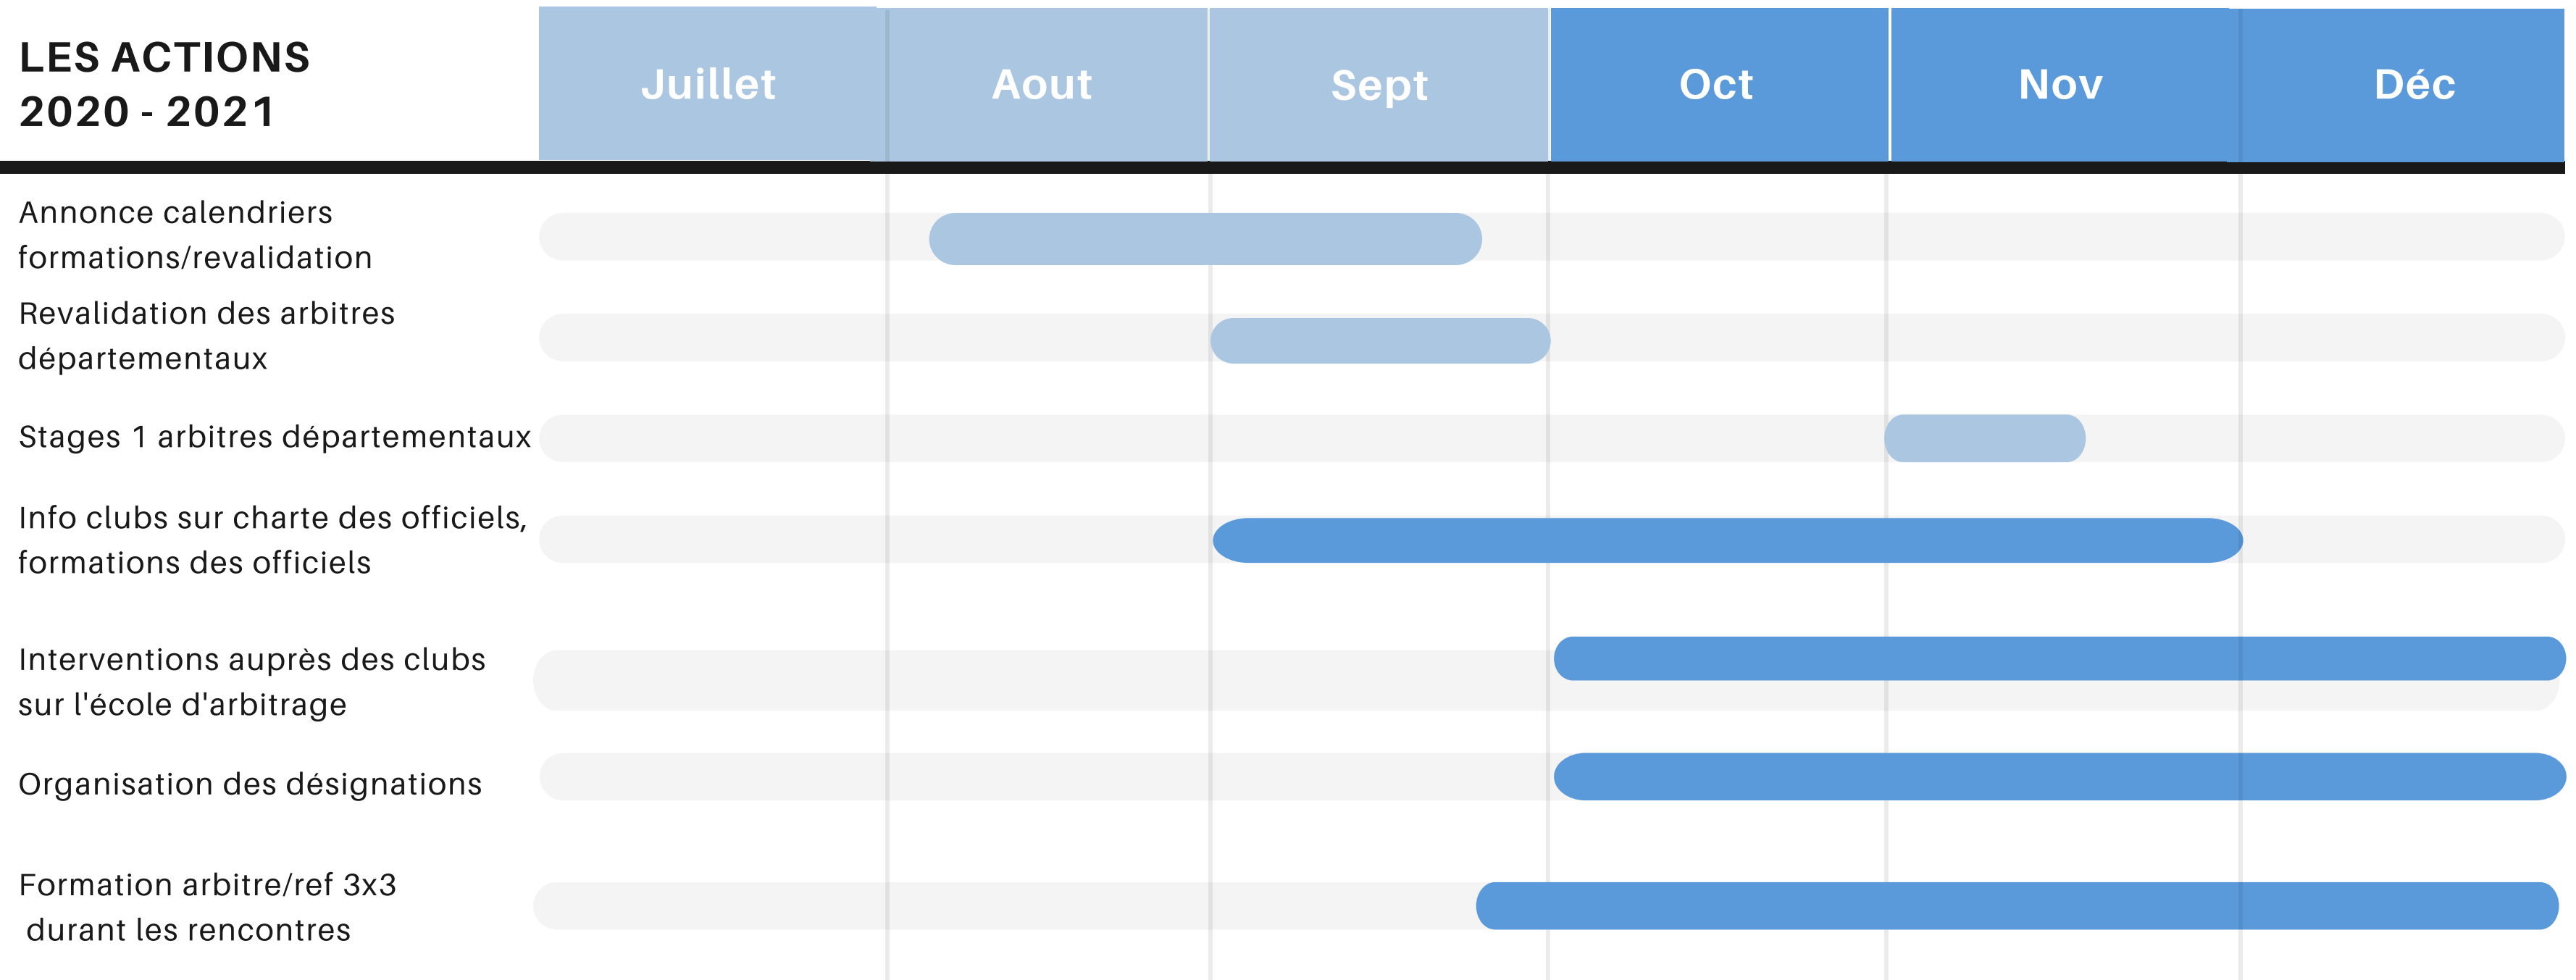 LES ACTIONS
2020 - 2021
Juillet
Aout
Sept
Oct
Nov
Déc
Annonce calendriers
formations/revalidation
Revalidation des arbitres
départementaux
Stages 1 arbitres départementaux
Info clubs sur charte des officiels,
formations des officiels
Interventions auprès des clubs
sur l'école d'arbitrage
Organisation des désignations
Formation arbitre/ref 3x3
durant les rencontres